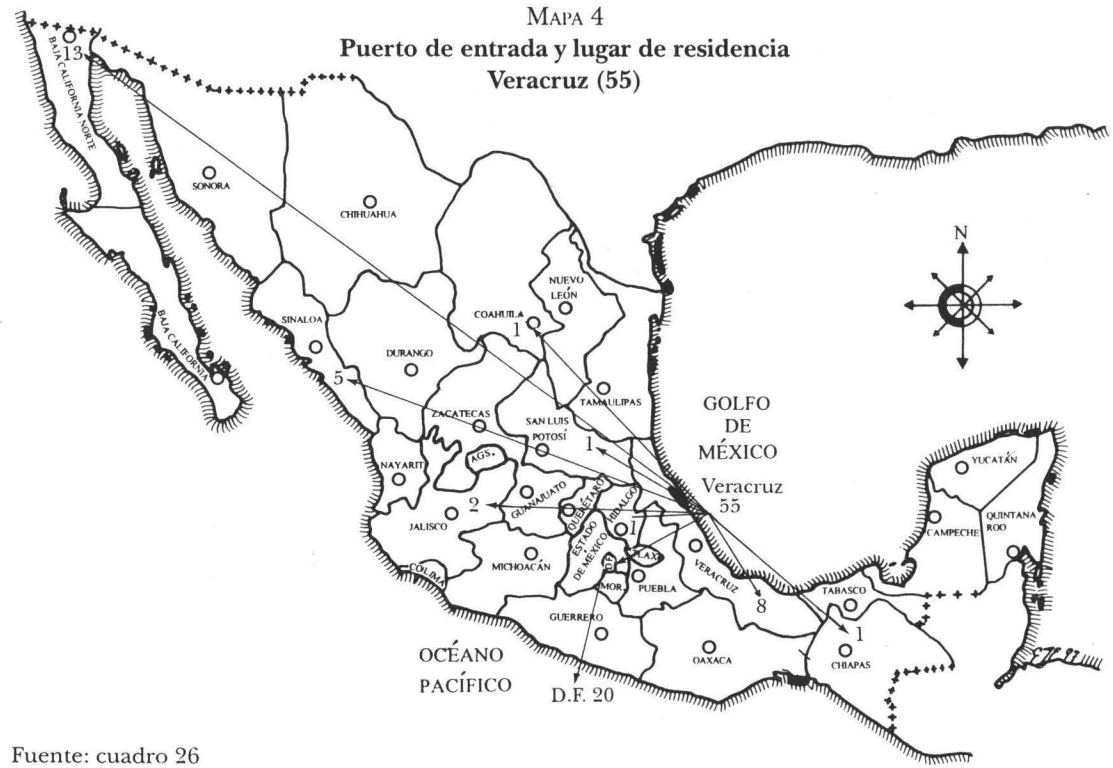 MAPA 4
Puerto de entrada y lugar de residencia
Veracruz (55)
13
BAJA CALIFORNIA NORTE
SONORA
CHIHUAHUA
N
NUEVO
LEÓN
COAHUILA
1
SINALOA
DURANGO
5
TAMAULIPAS
GOLFO
DE
MÉXICO
BAJA CALIFORNIA
ZACATECAS
SAN LUIS
POTOSÍ
1
AGS.
NAYARIT
Veracruz
55
YUCATÁN
GUANAJUATO
QUERÉTARO
HIDALGO
2
JALISCO
1
CAMPECHE
QUINTANA
ROO
ESTADO
DE MÉXICO
DF
TLAX.
MICHOACÁN
COLIMA
MOR.
PUEBLA
VERACRUZ
8
TABASCO
1
GUERRERO
OAXACA
CHIAPAS
OCÉANO
PACÍFICO
D.F. 20
Fuente: cuadro 26